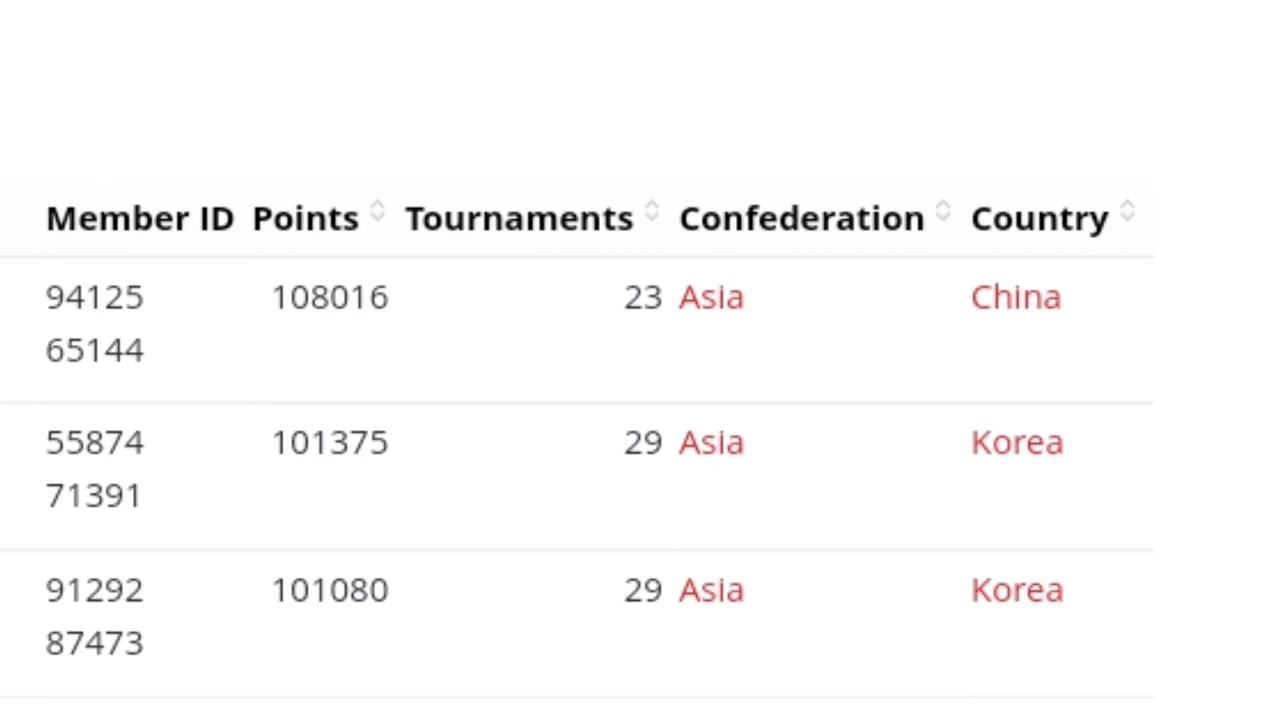 Member ID Points Tournaments Confederation Country
94125 108016 23 Asia China
65144
55874 101375 29 Asia Korea
71391
91292 101080 29 Asia Korea
87473